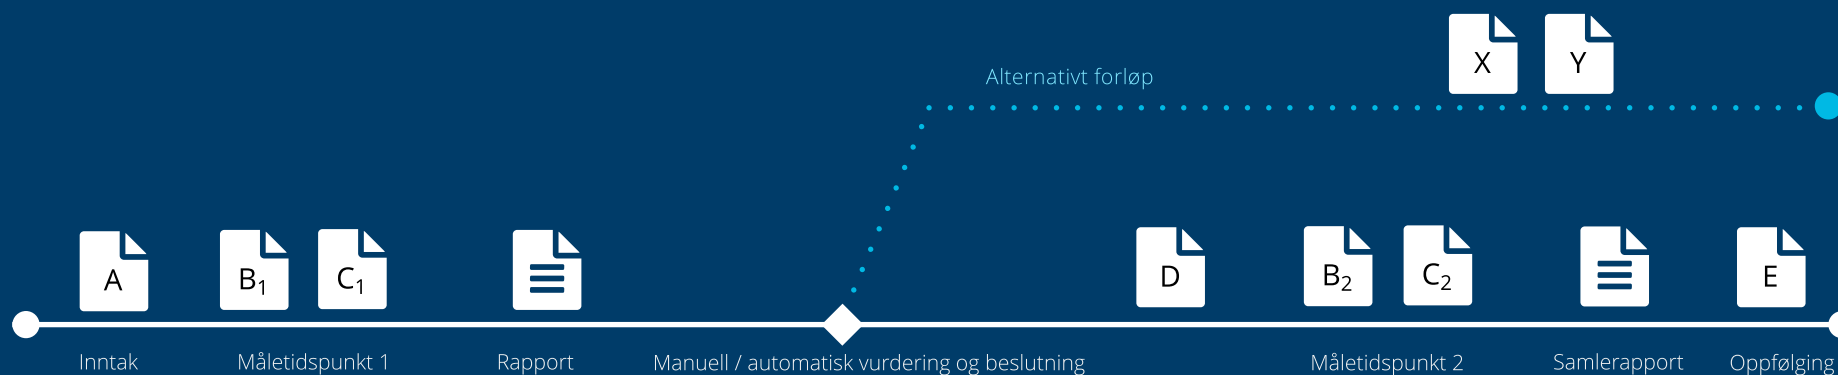 X Y
Alternativt forløp
A B₁ C₁ D B₂ C₂ E
Inntak Måletidspunkt 1 Rapport Manuell / automatisk vurdering og beslutning Måletidspunkt 2 Samlerapport Oppfølging